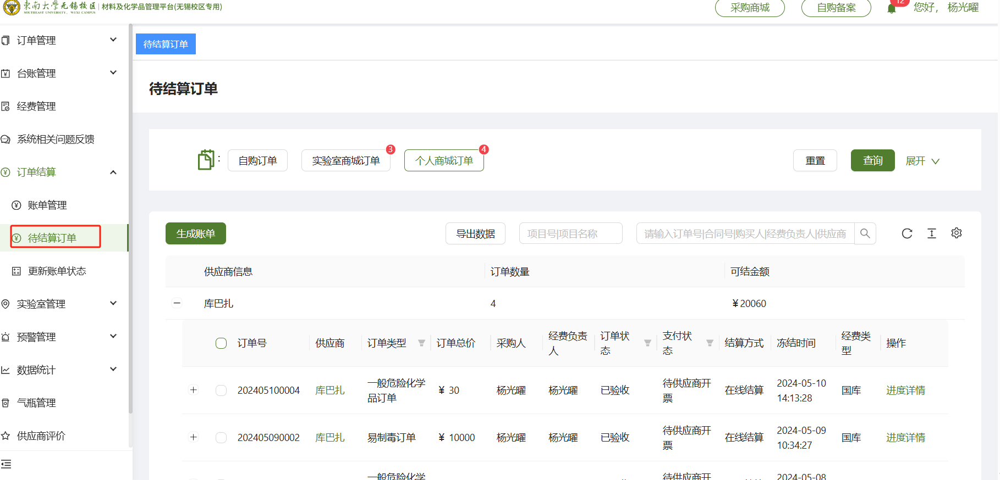 東南大學无锡校区 材料及化学品管理平台(无锡校区专用)
SOUTHEAST UNIVERSITY, WUXI CAMPUS
采购商城
自购备案
12
您好, 杨光曜
订单管理
台账管理
经费管理
系统相关问题反馈
订单结算
账单管理
待结算订单
更新账单状态
实验室管理
预警管理
数据统计
气瓶管理
供应商评价
待结算订单
待结算订单
:
自购订单
实验室商城订单 3
个人商城订单 4
重置
查询
展开
生成账单
导出数据
项目号|项目名称
请输入订单号|合同号|购买人|经费负责人|供应商
供应商信息 订单数量 可结金额
库巴扎 4 ¥20060
订单号 供应商 订单类型 订单总价 采购人 经费负责人 订单状态 支付状态 结算方式 冻结时间 经费类型 操作
202405100004 库巴扎 一般危险化学品订单 ¥ 30 杨光曜 杨光曜 已验收 待供应商开票 在线结算 2024-05-10 14:13:28 国库 进度详情
202405090002 库巴扎 易制毒订单 ¥ 10000 杨光曜 杨光曜 已验收 待供应商开票 在线结算 2024-05-09 10:34:27 国库 进度详情
一般危险化学 待供应商开 2024-05-08